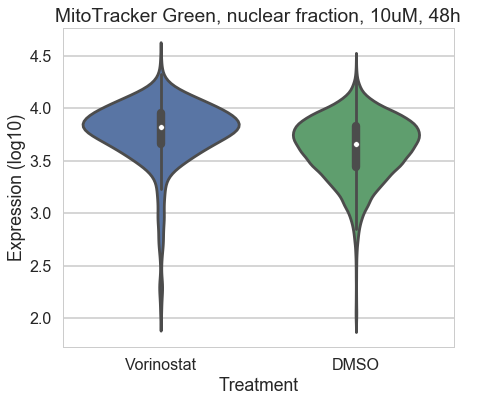 MitoTracker Green, nuclear fraction, 10uM, 48h
4.5
4.0
3.5
3.0
2.5
2.0
Expression (log10)
Vorinostat
DMSO
Treatment